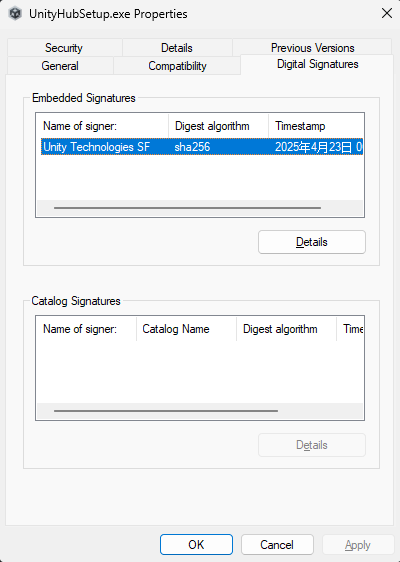 UnityHubSetup.exe Properties
Security Details Previous Versions
General Compatibility Digital Signatures
Embedded Signatures
Name of signer: Digest algorithm Timestamp
Unity Technologies SF sha256 2025年4月23日
Details
Catalog Signatures
Name of signer: Catalog Name Digest algorithm Time
Details
OK Cancel Apply